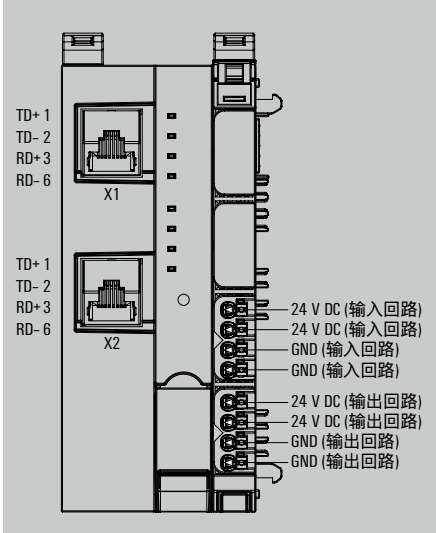 TD+ 1
TD- 2
RD+ 3
RD- 6
X1
TD+ 1
TD- 2
RD+ 3
RD- 6
X2
24 V DC (输入回路)
24 V DC (输入回路)
GND (输入回路)
GND (输入回路)
24 V DC (输出回路)
24 V DC (输出回路)
GND (输出回路)
GND (输出回路)